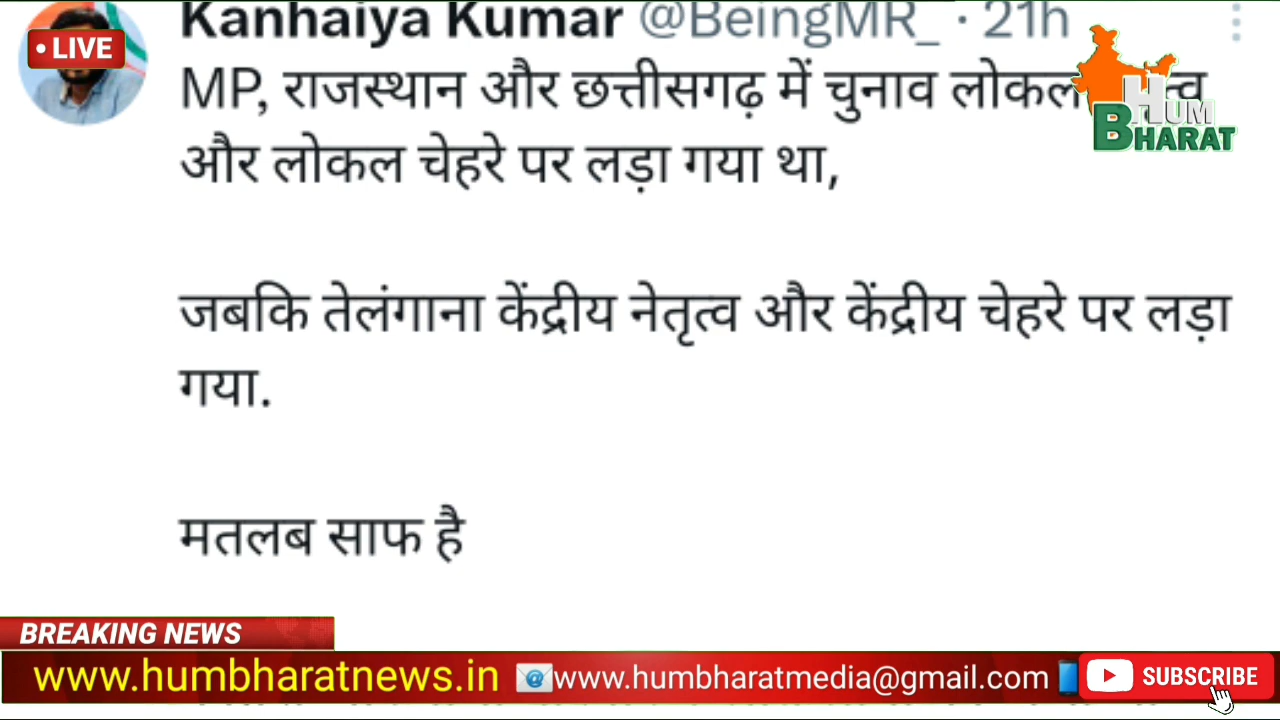 Kanhaiya Kumar @BeingMR_ · 21h
• LIVE
MP, राजस्थान और छत्तीसगढ़ में चुनाव लोकल
HUM
BHARAT
और लोकल चेहरे पर लड़ा गया था,
जबकि तेलंगाना केंद्रीय नेतृत्व और केंद्रीय चेहरे पर लड़ा
गया.
मतलब साफ है
BREAKING NEWS
www.humbharatnews.in www.humbharatmedia@gmail.com SUBSCRIBE